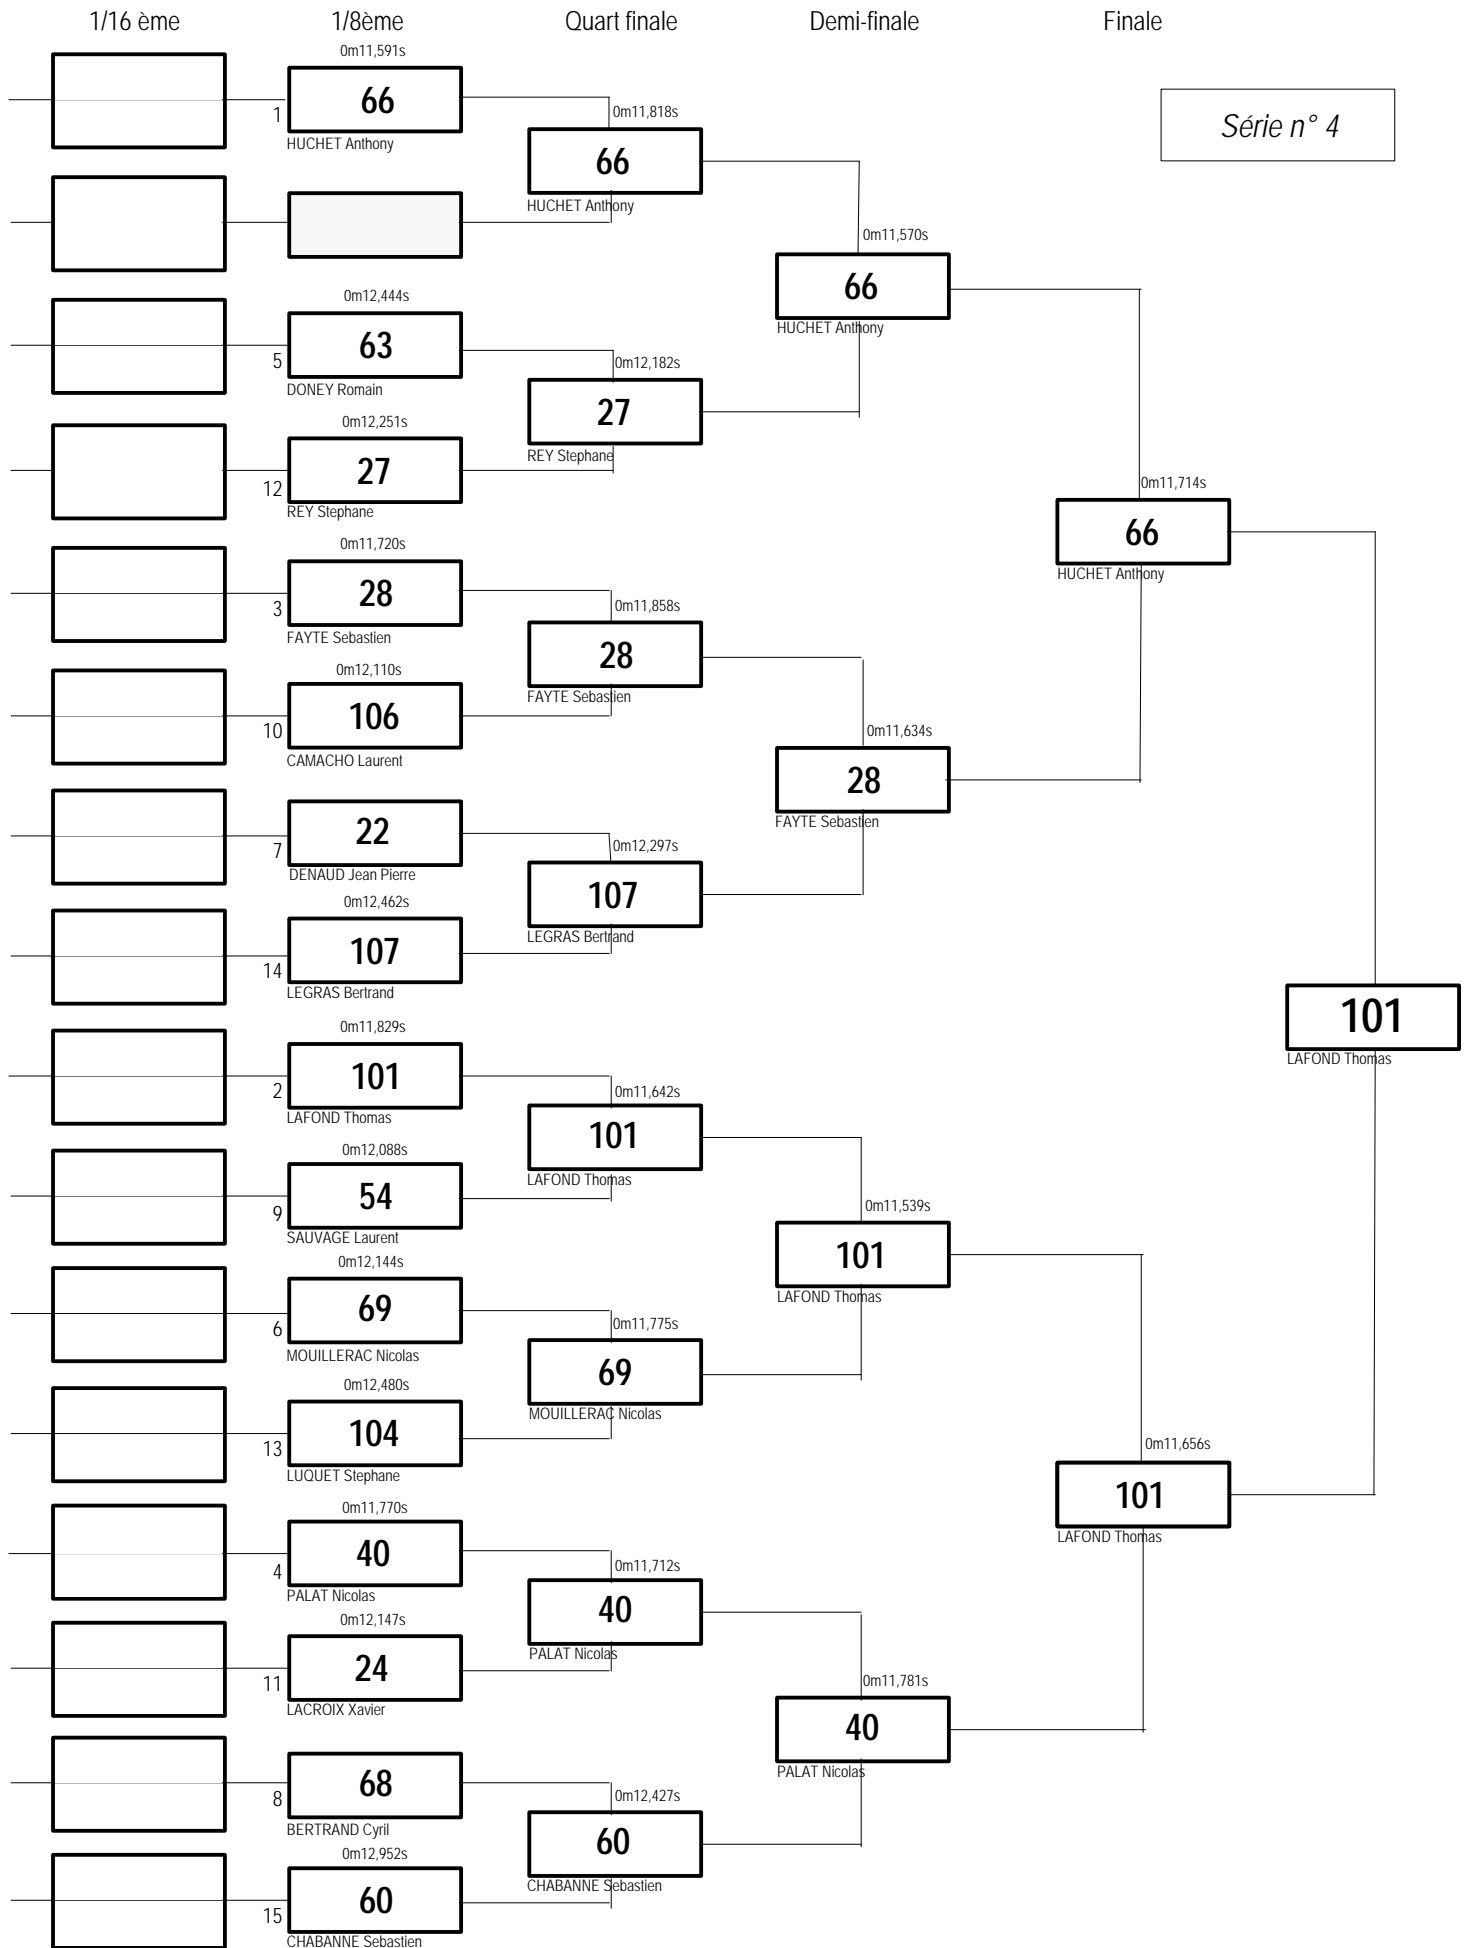 1/16 ème
1/8ème
Quart finale
Demi-finale
Finale
Série n° 4
0m11,591s
66
1
HUCHET Anthony
0m12,444s
63
5
DONEY Romain
0m12,251s
27
12
REY Stephane
0m11,720s
28
3
FAYTE Sebastien
0m12,110s
106
10
CAMACHO Laurent
22
7
DENAUD Jean Pierre
0m12,462s
107
14
LEGRAS Bertrand
0m11,829s
101
2
LAFOND Thomas
0m12,088s
54
9
SAUVAGE Laurent
0m12,144s
69
6
MOUILLERAC Nicolas
0m12,480s
104
13
LUQUET Stephane
0m11,770s
40
4
PALAT Nicolas
0m12,147s
24
11
LACROIX Xavier
68
8
BERTRAND Cyril
0m12,952s
60
15
CHABANNE Sebastien
0m11,818s
66
HUCHET Anthony
0m12,182s
27
REY Stephane
0m11,858s
28
FAYTE Sebastien
0m12,297s
107
LEGRAS Bertrand
0m11,642s
101
LAFOND Thomas
0m11,775s
69
MOUILLERAC Nicolas
0m11,712s
40
PALAT Nicolas
0m12,427s
60
CHABANNE Sebastien
0m11,570s
66
HUCHET Anthony
0m11,634s
28
FAYTE Sebastien
0m11,539s
101
LAFOND Thomas
0m11,781s
40
PALAT Nicolas
0m11,714s
66
HUCHET Anthony
0m11,656s
101
LAFOND Thomas
101
LAFOND Thomas